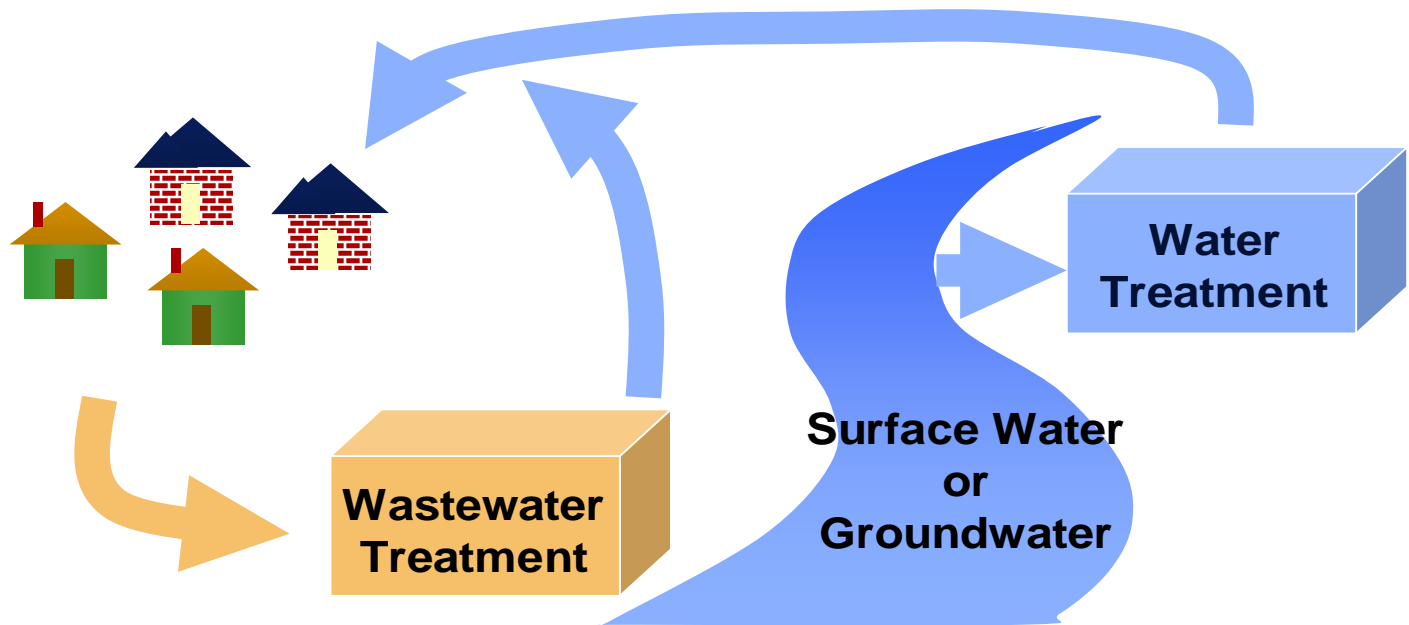 Water
Treatment
Surface Water
or
Groundwater
Wastewater
Treatment